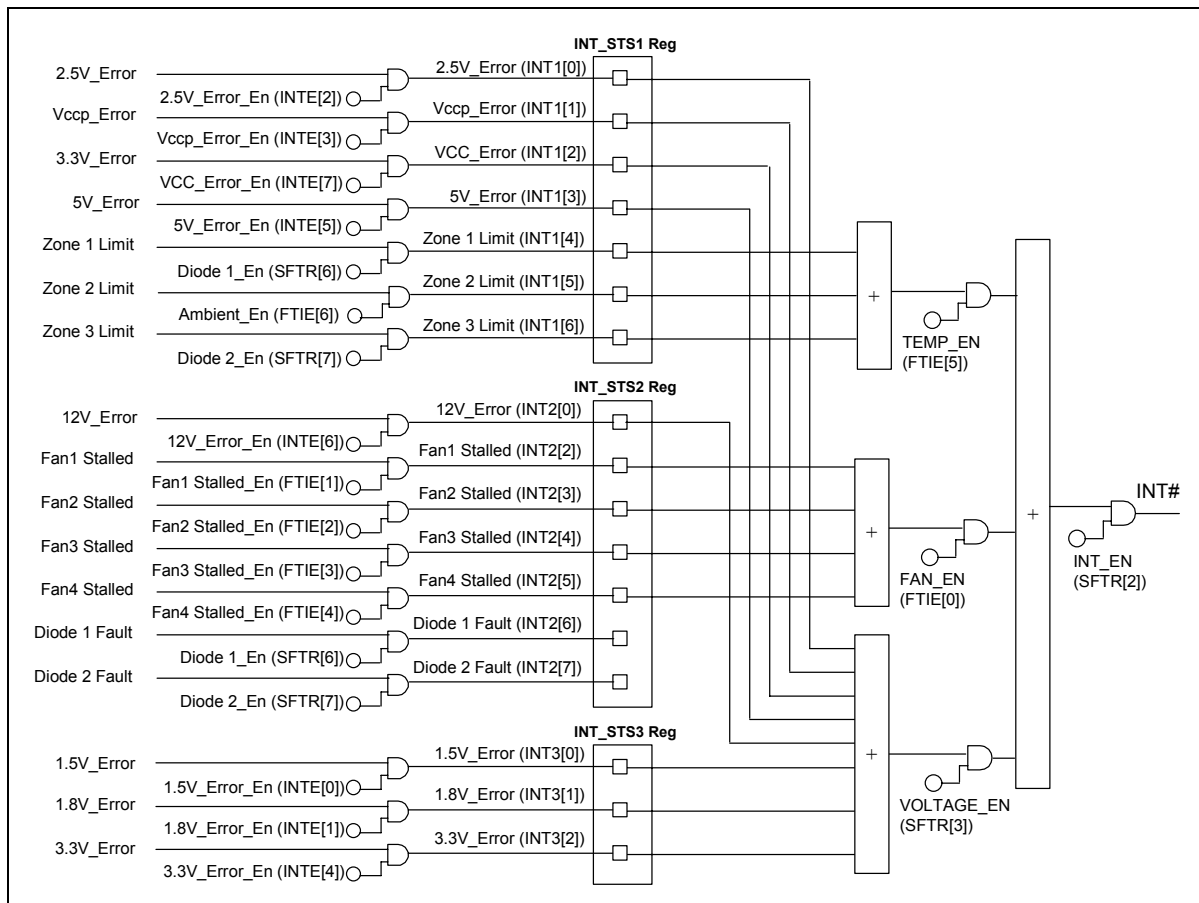 INT_STS1 Reg
2.5V_Error
2.5V_Error_En (INTE[2])
2.5V_Error (INT1[0])
Vccp_Error
Vccp_Error_En (INTE[3])
Vccp_Error (INT1[1])
3.3V_Error
VCC_Error_En (INTE[7])
VCC_Error (INT1[2])
5V_Error
5V_Error_En (INTE[5])
5V_Error (INT1[3])
Zone 1 Limit
Diode 1_En (SFTR[6])
Zone 1 Limit (INT1[4])
Zone 2 Limit
Ambient_En (FTIE[6])
Zone 2 Limit (INT1[5])
Zone 3 Limit
Diode 2_En (SFTR[7])
Zone 3 Limit (INT1[6])
+
TEMP_EN
(FTIE[5])
INT_STS2 Reg
12V_Error
12V_Error_En (INTE[6])
12V_Error (INT2[0])
Fan1 Stalled
Fan1 Stalled_En (FTIE[1])
Fan1 Stalled (INT2[2])
Fan2 Stalled
Fan2 Stalled_En (FTIE[2])
Fan2 Stalled (INT2[3])
Fan3 Stalled
Fan3 Stalled_En (FTIE[3])
Fan3 Stalled (INT2[4])
Fan4 Stalled
Fan4 Stalled_En (FTIE[4])
Fan4 Stalled (INT2[5])
Diode 1 Fault
Diode 1_En (SFTR[6])
Diode 1 Fault (INT2[6])
Diode 2 Fault
Diode 2_En (SFTR[7])
Diode 2 Fault (INT2[7])
+
FAN_EN
(FTIE[0])
+
INT#
INT_EN
(SFTR[2])
INT_STS3 Reg
1.5V_Error
1.5V_Error_En (INTE[0])
1.5V_Error (INT3[0])
1.8V_Error
1.8V_Error_En (INTE[1])
1.8V_Error (INT3[1])
3.3V_Error
3.3V_Error_En (INTE[4])
3.3V_Error (INT3[2])
+
VOLTAGE_EN
(SFTR[3])